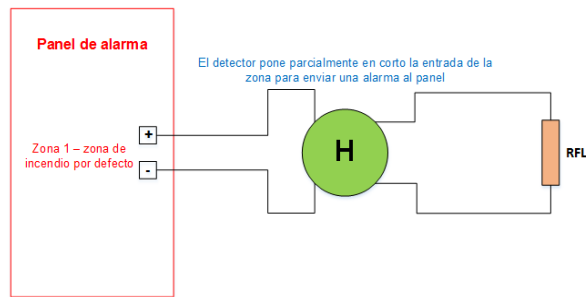 Panel de alarma
El detector pone parcialmente en corto la entrada de la
zona para enviar una alarma al panel
+
Zona 1 – zona de
incendio por defecto
-
H
RFL